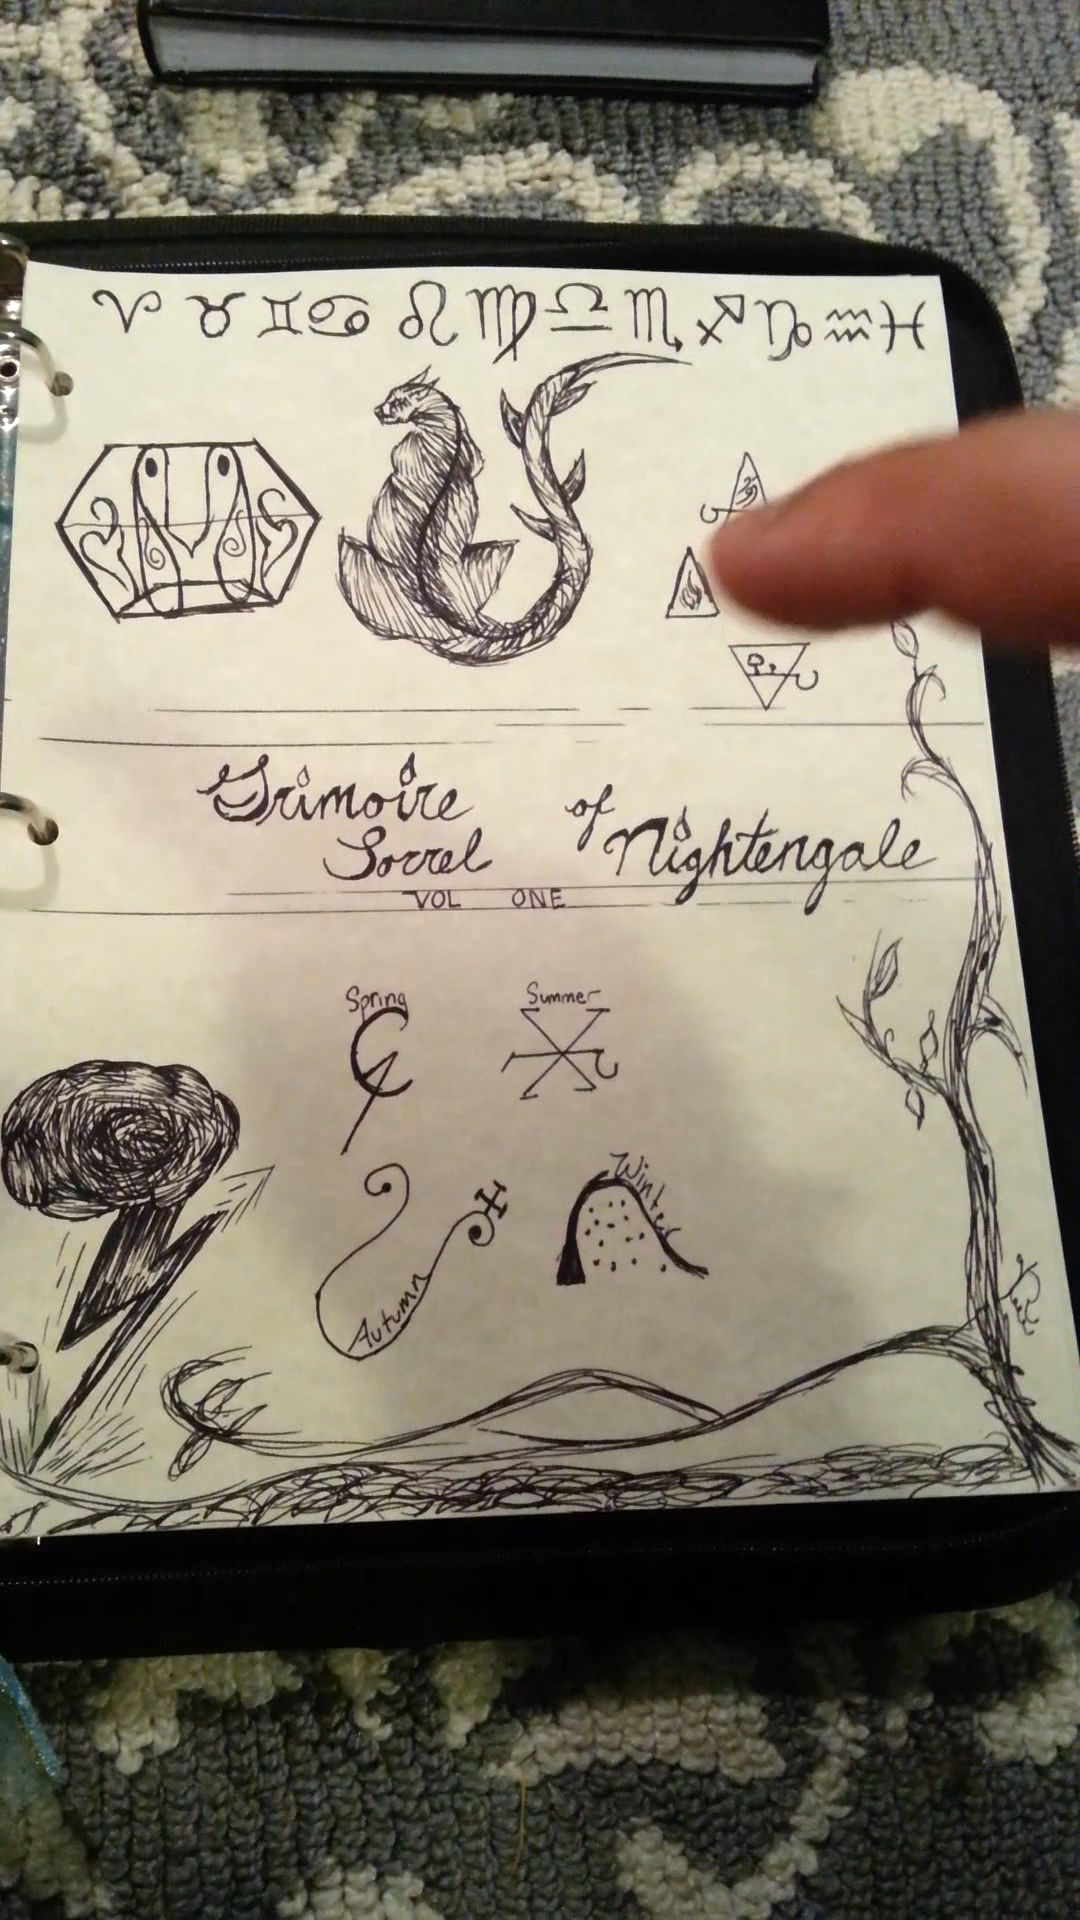 ♈ ♉ ♊ ♋ ♌ ♍ ♎ ♏ ♐ ♑ ♒ ♓
Grimoire of
Sorrel Nightengale
VOL ONE
Spring Summer
Autumn Winter